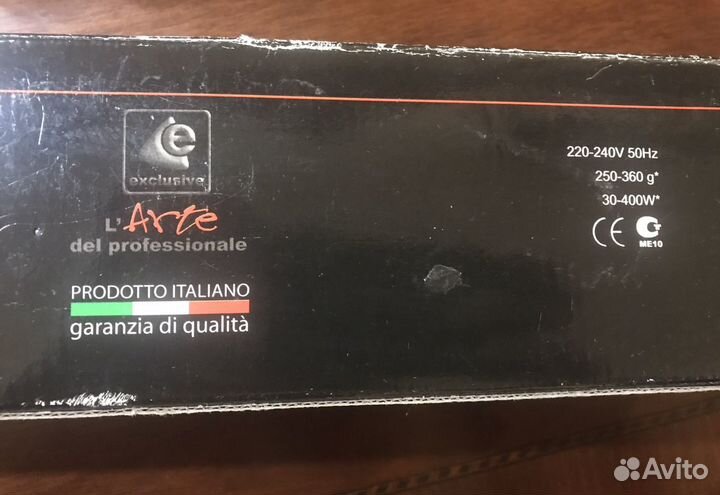 e
exclusive
L'Arte
del professionale
PRODOTTO ITALIANO
garanzia di qualità
220-240V 50Hz
250-360 g*
30-400W*
CE
ME10
Avito